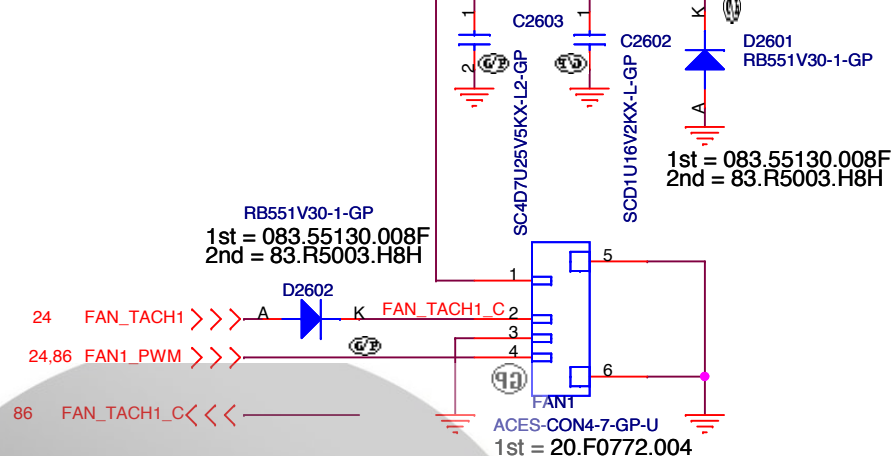 1
C2603
2
G/P
SC4D7U25V5KX-L2-GP
1
C2602
SCD1U16V2KX-L-GP
K
D2601
RB551V30-1-GP
A
1st = 083.55130.008F
2nd = 83.R5003.H8H
RB551V30-1-GP
1st = 083.55130.008F
2nd = 83.R5003.H8H
D2602
24 FAN_TACH1 A K FAN_TACH1_C 2
1
3
24,86 FAN1_PWM 4
G/P
GP
5
6
86 FAN_TACH1_C
FAN1
ACES-CON4-7-GP-U
1st = 20.F0772.004